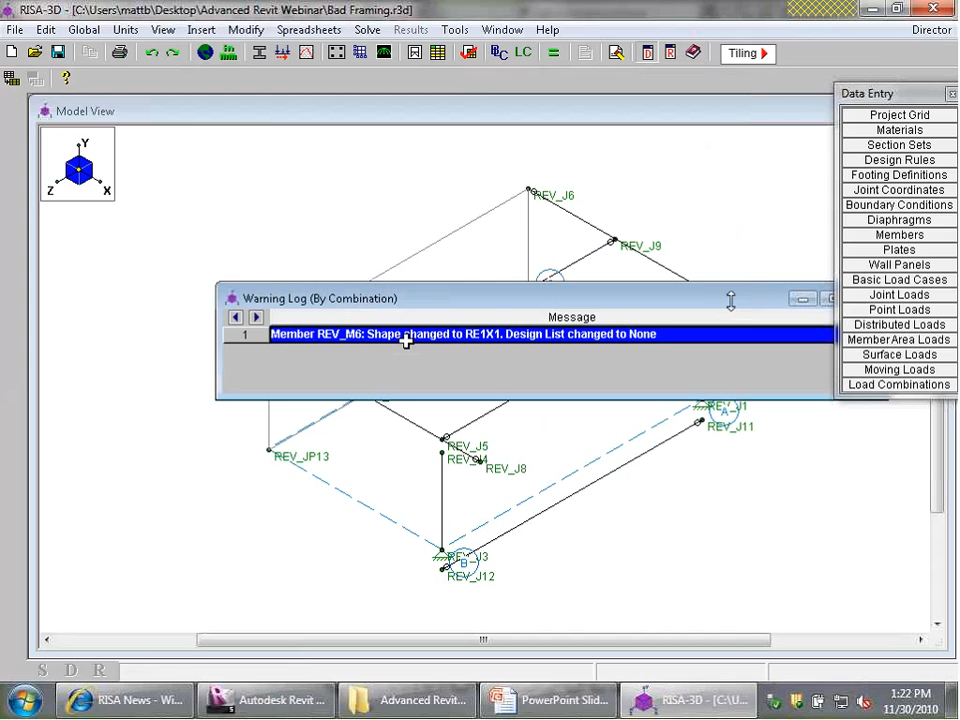 RISA-3D - [C:\Users\mattb\Desktop\Advanced Revit Webinar\Bad Framing.r3d]
File Edit Global Units View Insert Modify Spreadsheets Solve Results Tools Window Help Director
LC Tiling
Data Entry
Model View
Project Grid
Materials
Section Sets
Design Rules
Footing Definitions
Joint Coordinates
Boundary Conditions
Diaphragms
Members
Plates
Wall Panels
Basic Load Cases
Joint Loads
Point Loads
Distributed Loads
Member Area Loads
Surface Loads
Moving Loads
Load Combinations
Y
Z X
REV_J6
REV_J9
Warning Log (By Combination)
Message
1 Member REV_M6: Shape changed to RE1X1. Design List changed to None
REV_J1
A
REV_J11
REV_J5
REV_J4
REV_JP13
REV_J8
REV_J3
B
REV_J12
S D R
RISA News - Wi...
Autodesk Revit ...
Advanced Revit ...
PowerPoint Slid...
RISA-3D - [C:\U...
1:22 PM
11/30/2010